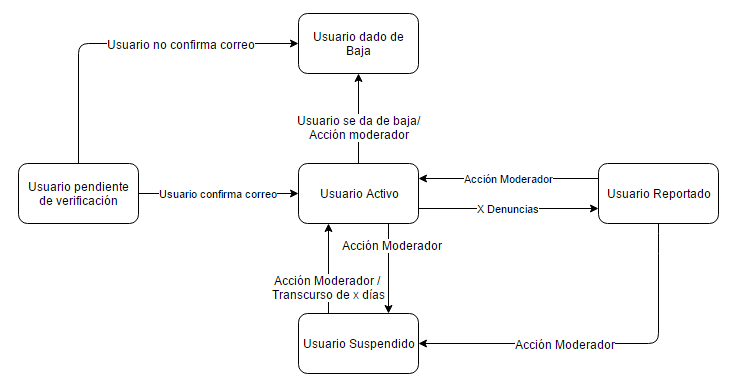 Usuario dado de
Baja
Usuario no confirma correo
Usuario se da de baja/
Acción moderador
Usuario pendiente
de verificación
Usuario confirma correo
Usuario Activo
Acción Moderador
X Denuncias
Usuario Reportado
Acción Moderador
Acción Moderador /
Transcurso de x días
Usuario Suspendido
Acción Moderador